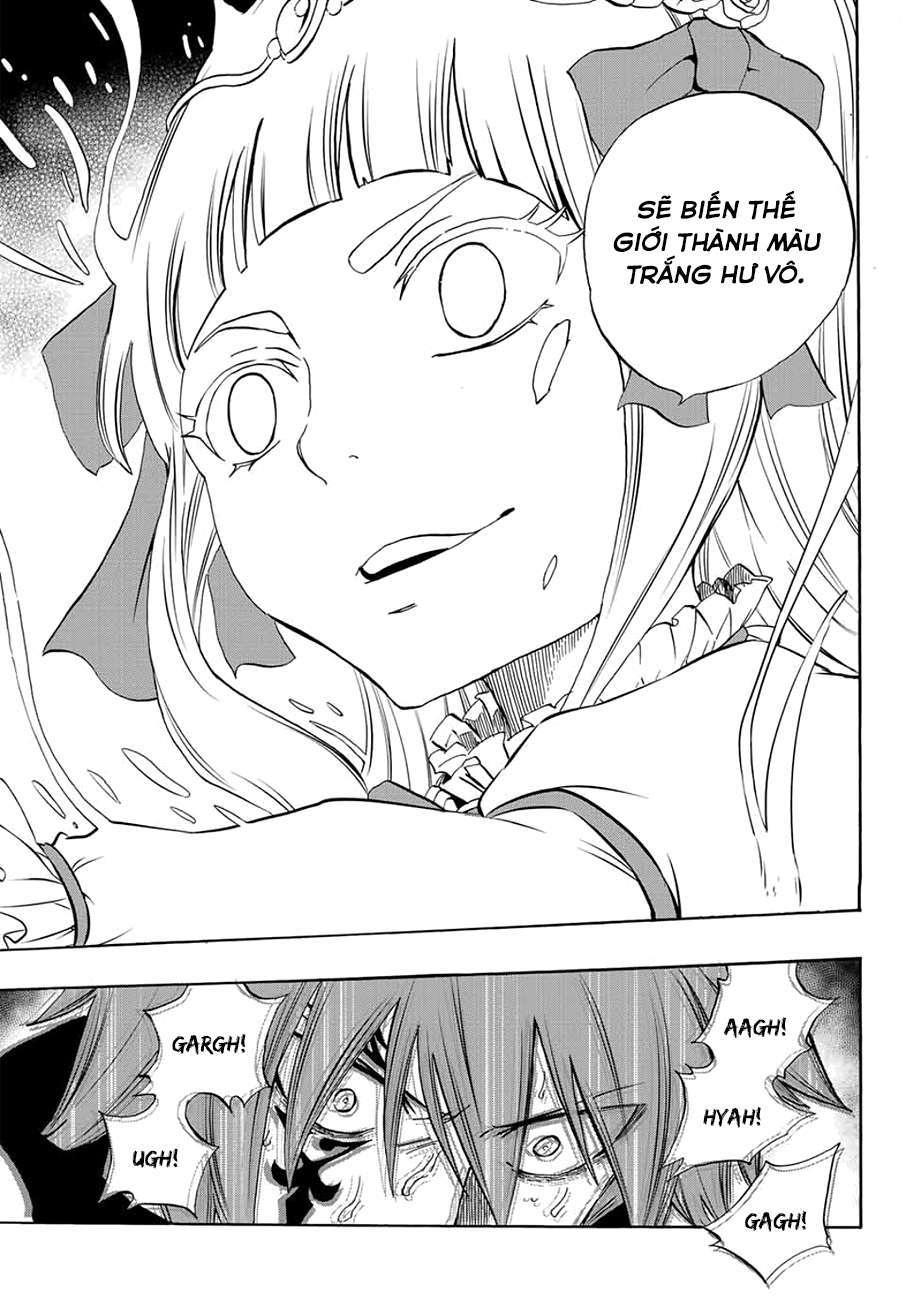 SẼ BIẾN THẾ
GIỚI THÀNH MÀU
TRẮNG HƯ VÔ.
AAGH!
HYAH!
GAGH!
GARGH!
UGH!